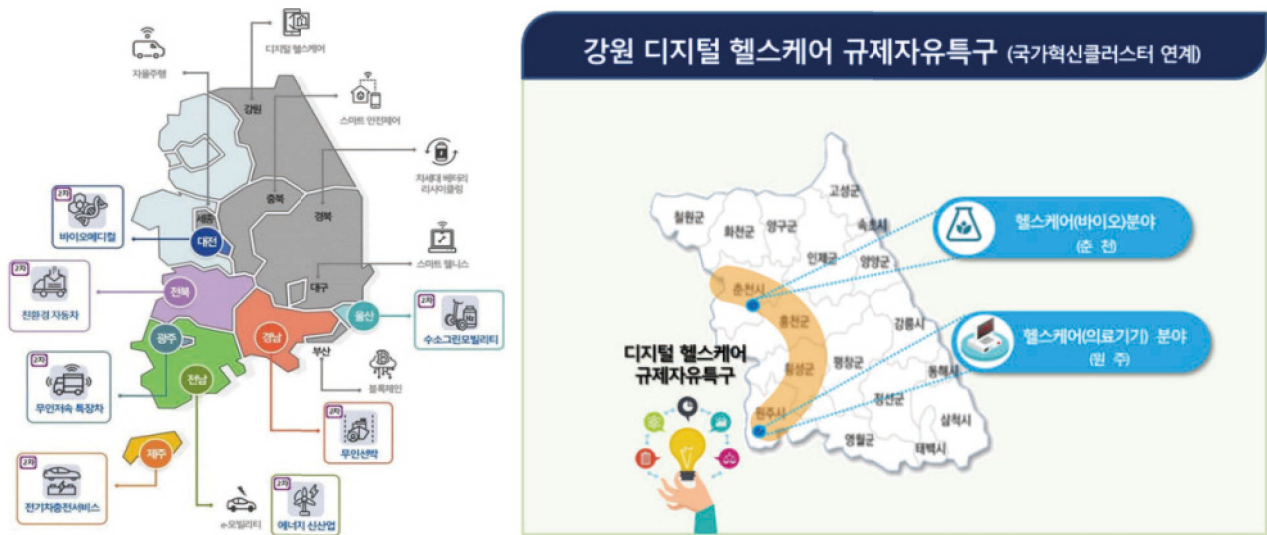 디지털 헬스케어
자율주행
강원
스마트 안전제어
차세대 배터리
리사이클링
2차
바이오메디컬
세종
중북
경북
대전
스마트 웰니스
2차
친환경 자동차
전북
대구
울산
2차
수소그린모빌리티
광주
경남
부산
블록체인
2차
무인저속 특장차
전남
2차
무인선박
제주
2차
전기차충전서비스
e-모빌리티
2차
에너지 신산업
강원 디지털 헬스케어 규제자유특구 (국가혁신클러스터 연계)
고성군
철원군
화천군
양구군
속초시
인제군
양양군
춘천시
홍천군
강릉시
횡성군
평창군
동해시
정선군
원주시
삼척시
영월군
태백시
헬스케어(바이오)분야
(춘 천)
헬스케어(의료기기) 분야
(원 주)
디지털 헬스케어
규제자유특구